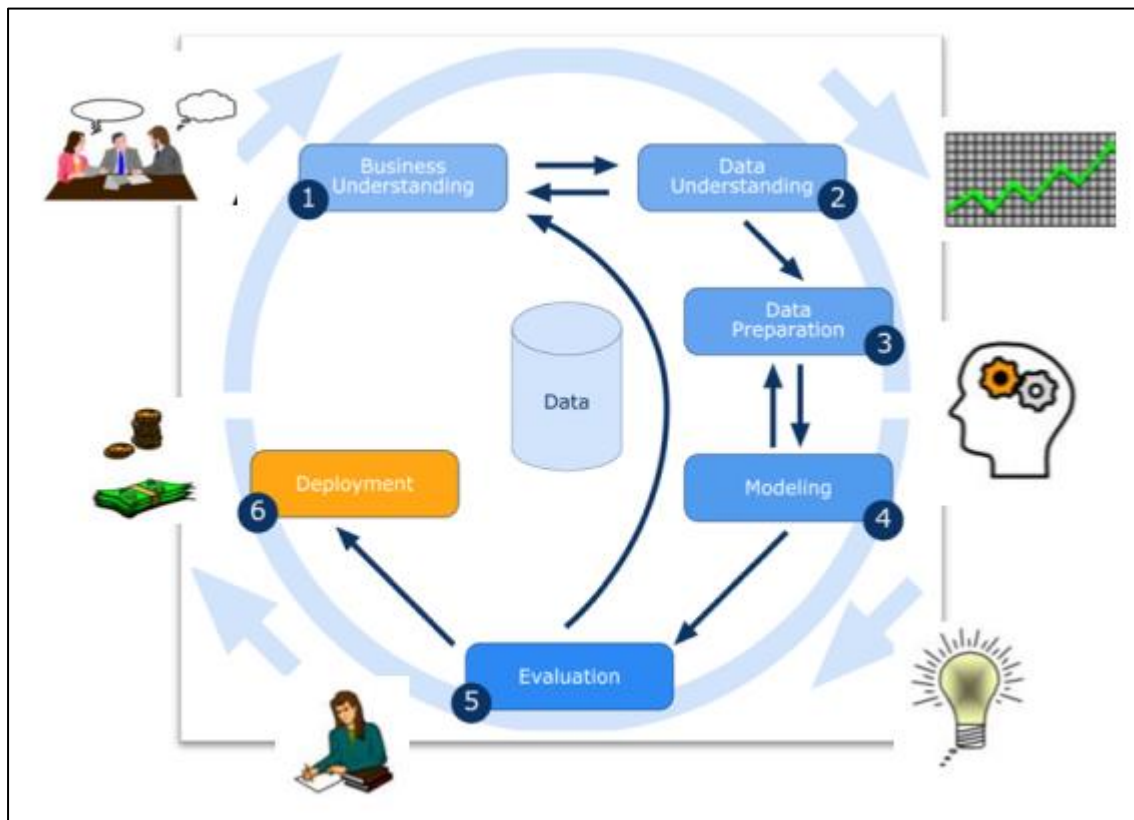 Business
Understanding
1
Data
Understanding
2
Data
Preparation
3
Data
Deployment
6
Modeling
4
Evaluation
5